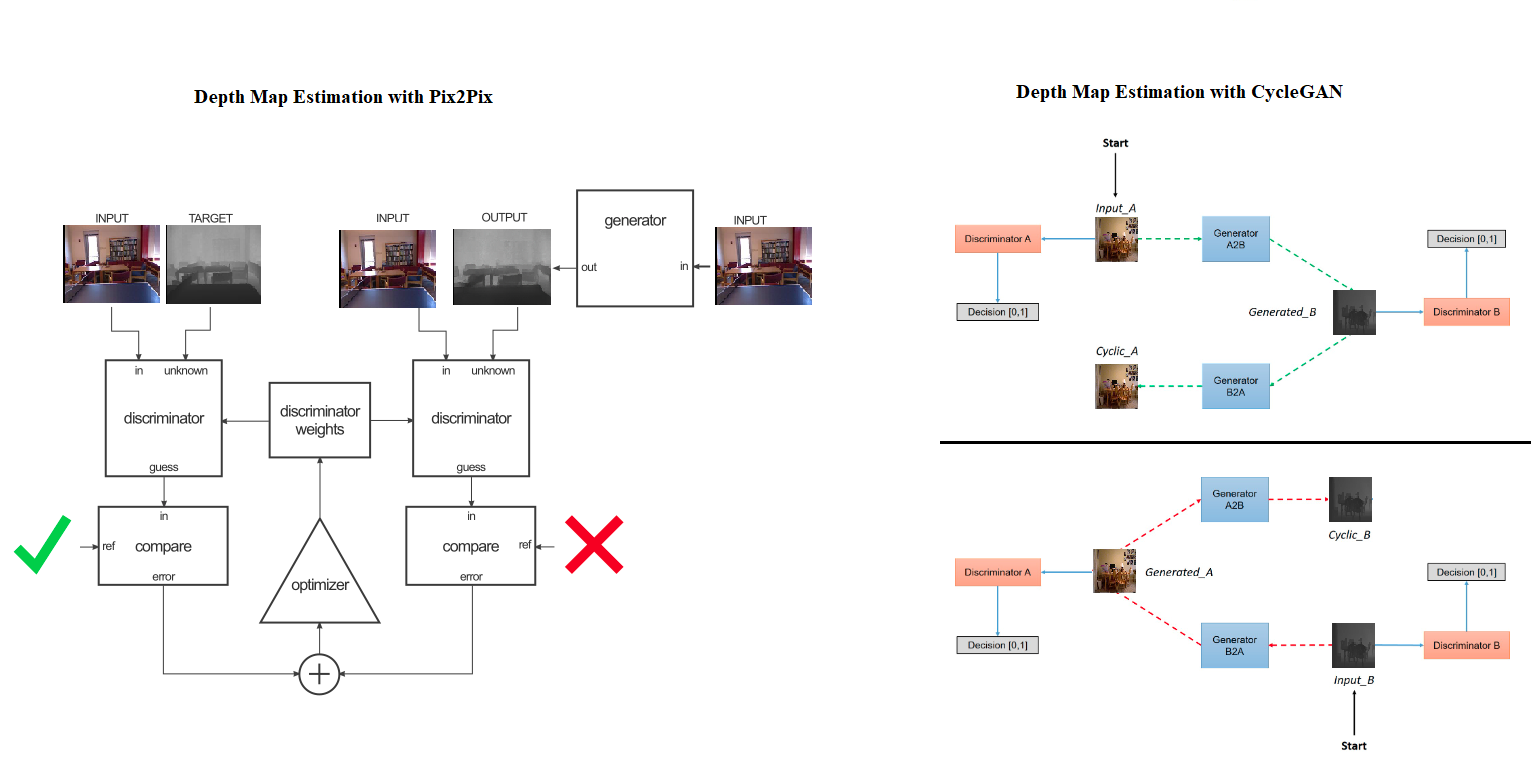 Depth Map Estimation with Pix2Pix
INPUT
TARGET
INPUT
OUTPUT
generator
out
in
INPUT
in
unknown
discriminator
guess
discriminator
weights
in
unknown
discriminator
guess
in
ref
compare
error
optimizer
in
ref
compare
error
Depth Map Estimation with CycleGAN
Start
Input_A
Discriminator A
Decision [0,1]
Generator
A2B
Decision [0,1]
Generated_B
Discriminator B
Cyclic_A
Generator
B2A
Generator
A2B
Cyclic_B
Discriminator A
Generated_A
Decision [0,1]
Decision [0,1]
Generator
B2A
Discriminator B
Input_B
Start